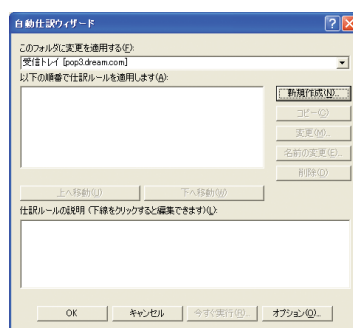 自動仕訳ウィザード
このフォルダに変更を適用する(F):
受信トレイ [pop3.dream.com]
以下の順番で仕訳ルールを適用します(A):
新規作成(N)...
コピー(C)
変更(M)...
名前の変更(E)...
削除(D)
上へ移動(U)
下へ移動(W)
仕訳ルールの説明 (下線をクリックすると編集できます)(L):
OK
キャンセル
今すぐ実行(R)...
オプション(O)...